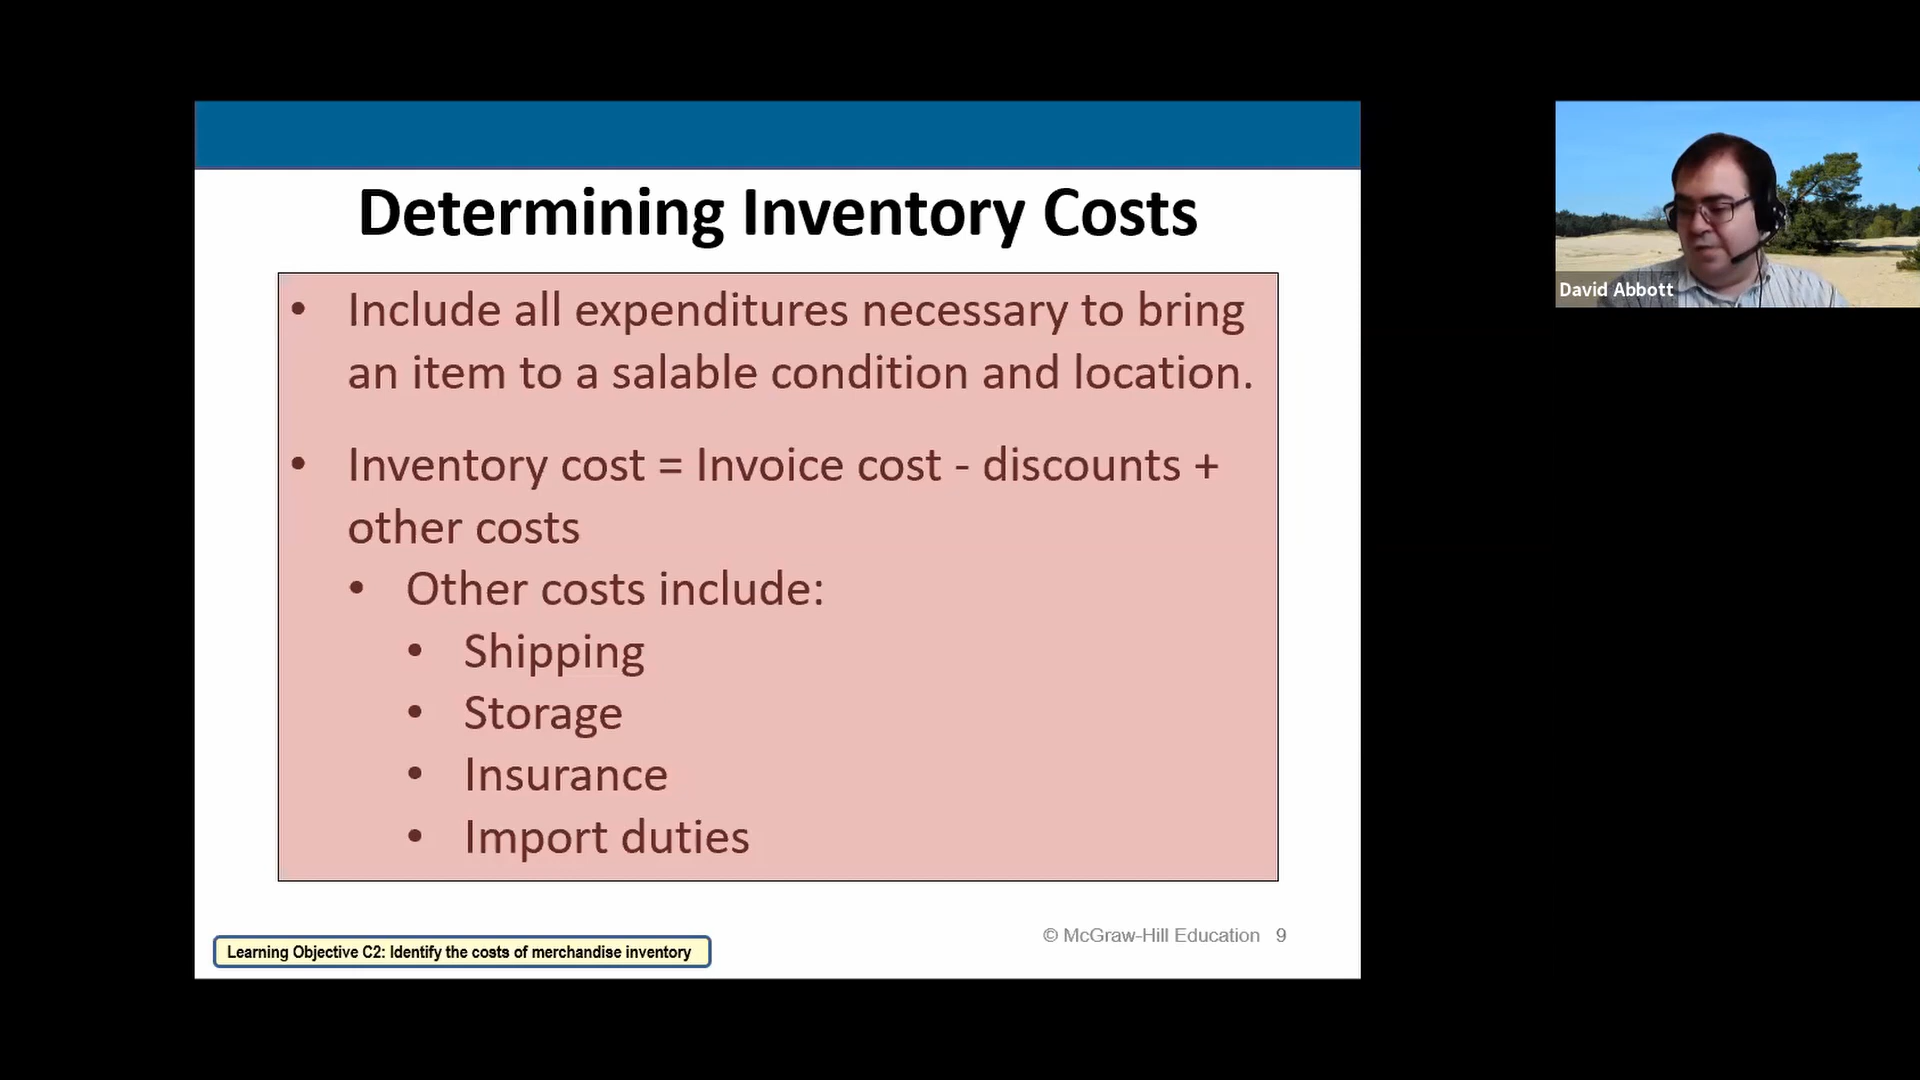 Determining Inventory Costs
• Include all expenditures necessary to bring
an item to a salable condition and location.
• Inventory cost = Invoice cost - discounts +
other costs
• Other costs include:
• Shipping
• Storage
• Insurance
• Import duties
Learning Objective C2: Identify the costs of merchandise inventory
© McGraw-Hill Education 9
David Abbott